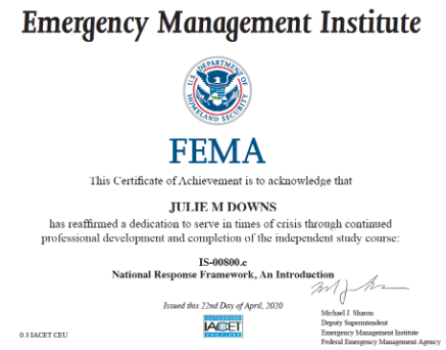 Emergency Management Institute
U.S. DEPARTMENT OF
HOMELAND SECURITY
FEMA
This Certificate of Achievement is to acknowledge that
JULIE M DOWNS
has reaffirmed a dedication to serve in times of crisis through continued
professional development and completion of the independent study course:
IS-00800.c
National Response Framework, An Introduction
Issued this 22nd Day of April, 2020
IACET
0.3 IACET CEU
Michael J. Sharon
Deputy Superintendent
Emergency Management Institute
Federal Emergency Management Agency